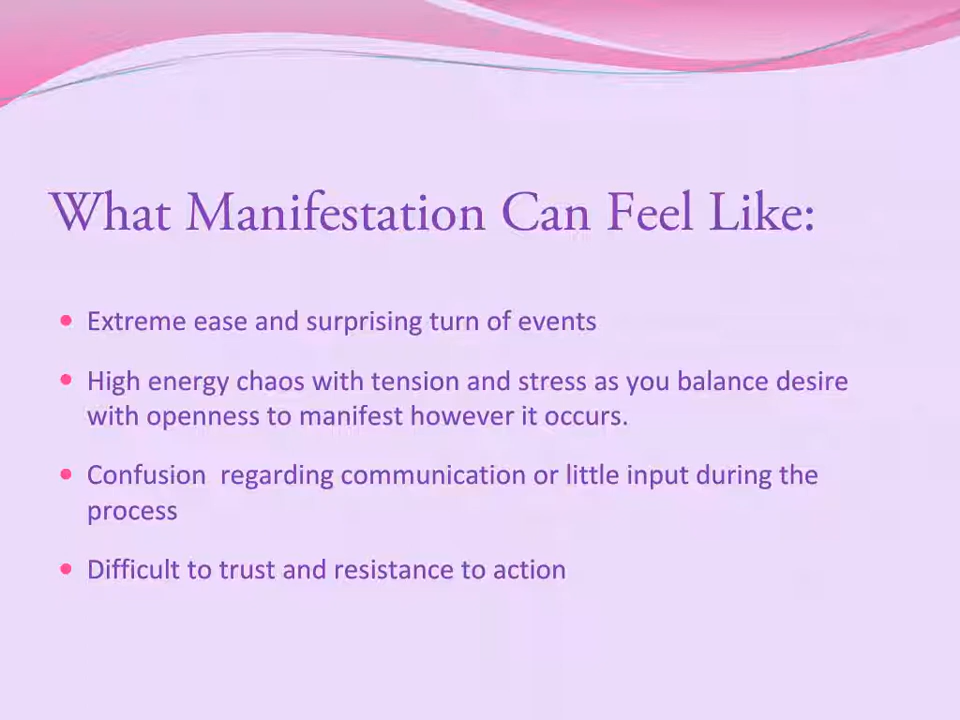 What Manifestation Can Feel Like:
• Extreme ease and surprising turn of events
• High energy chaos with tension and stress as you balance desire
with openness to manifest however it occurs.
• Confusion  regarding communication or little input during the
process
• Difficult to trust and resistance to action